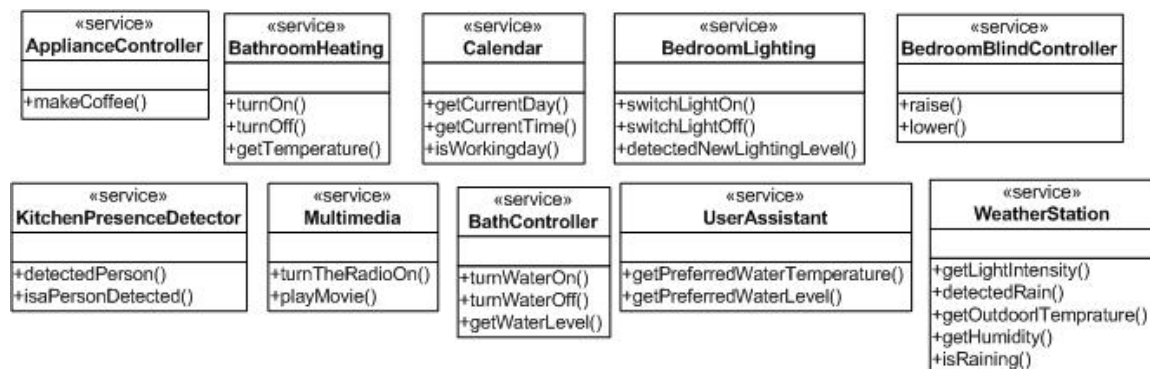 «service»
ApplianceController
+makeCoffee()
«service»
BathroomHeating
+turnOn()
+turnOff()
+getTemperature()
«service»
Calendar
+getCurrentDay()
+getCurrentTime()
+isWorkingday()
«service»
BedroomLighting
+switchLightOn()
+switchLightOff()
+detectedNewLightingLevel()
«service»
BedroomBlindController
+raise()
+lower()
«service»
KitchenPresenceDetector
+detectedPerson()
+isaPersonDetected()
«service»
Multimedia
+turnTheRadioOn()
+playMovie()
«service»
BathController
+turnWaterOn()
+turnWaterOff()
+getWaterLevel()
«service»
UserAssistant
+getPreferredWaterTemperature()
+getPreferredWaterLevel()
«service»
WeatherStation
+getLightIntensity()
+detectedRain()
+getOutdoorlTemprature()
+getHumidity()
+isRaining()